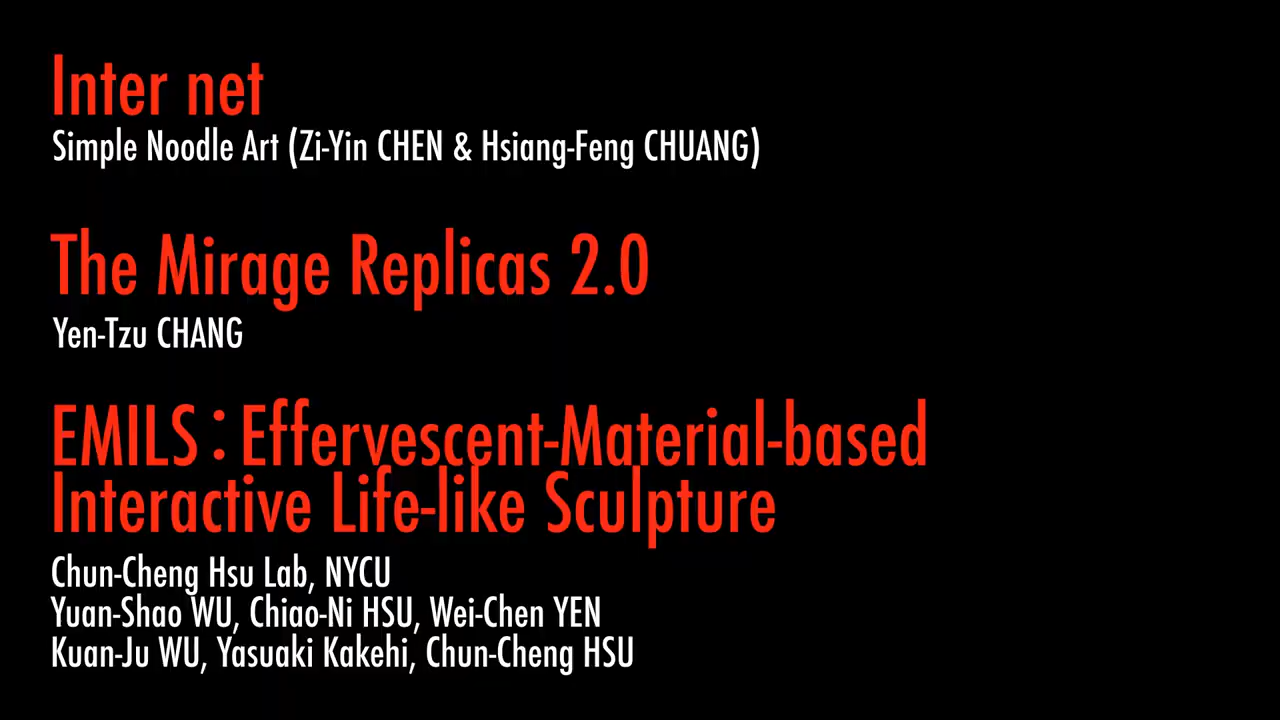 Inter net
Simple Noodle Art (Zi-Yin CHEN & Hsiang-Feng CHUANG)
The Mirage Replicas 2.0
Yen-Tzu CHANG
EMILS：Effervescent-Material-based
Interactive Life-like Sculpture
Chun-Cheng Hsu Lab, NYCU
Yuan-Shao WU, Chiao-Ni HSU, Wei-Chen YEN
Kuan-Ju WU, Yasuaki Kakehi, Chun-Cheng HSU